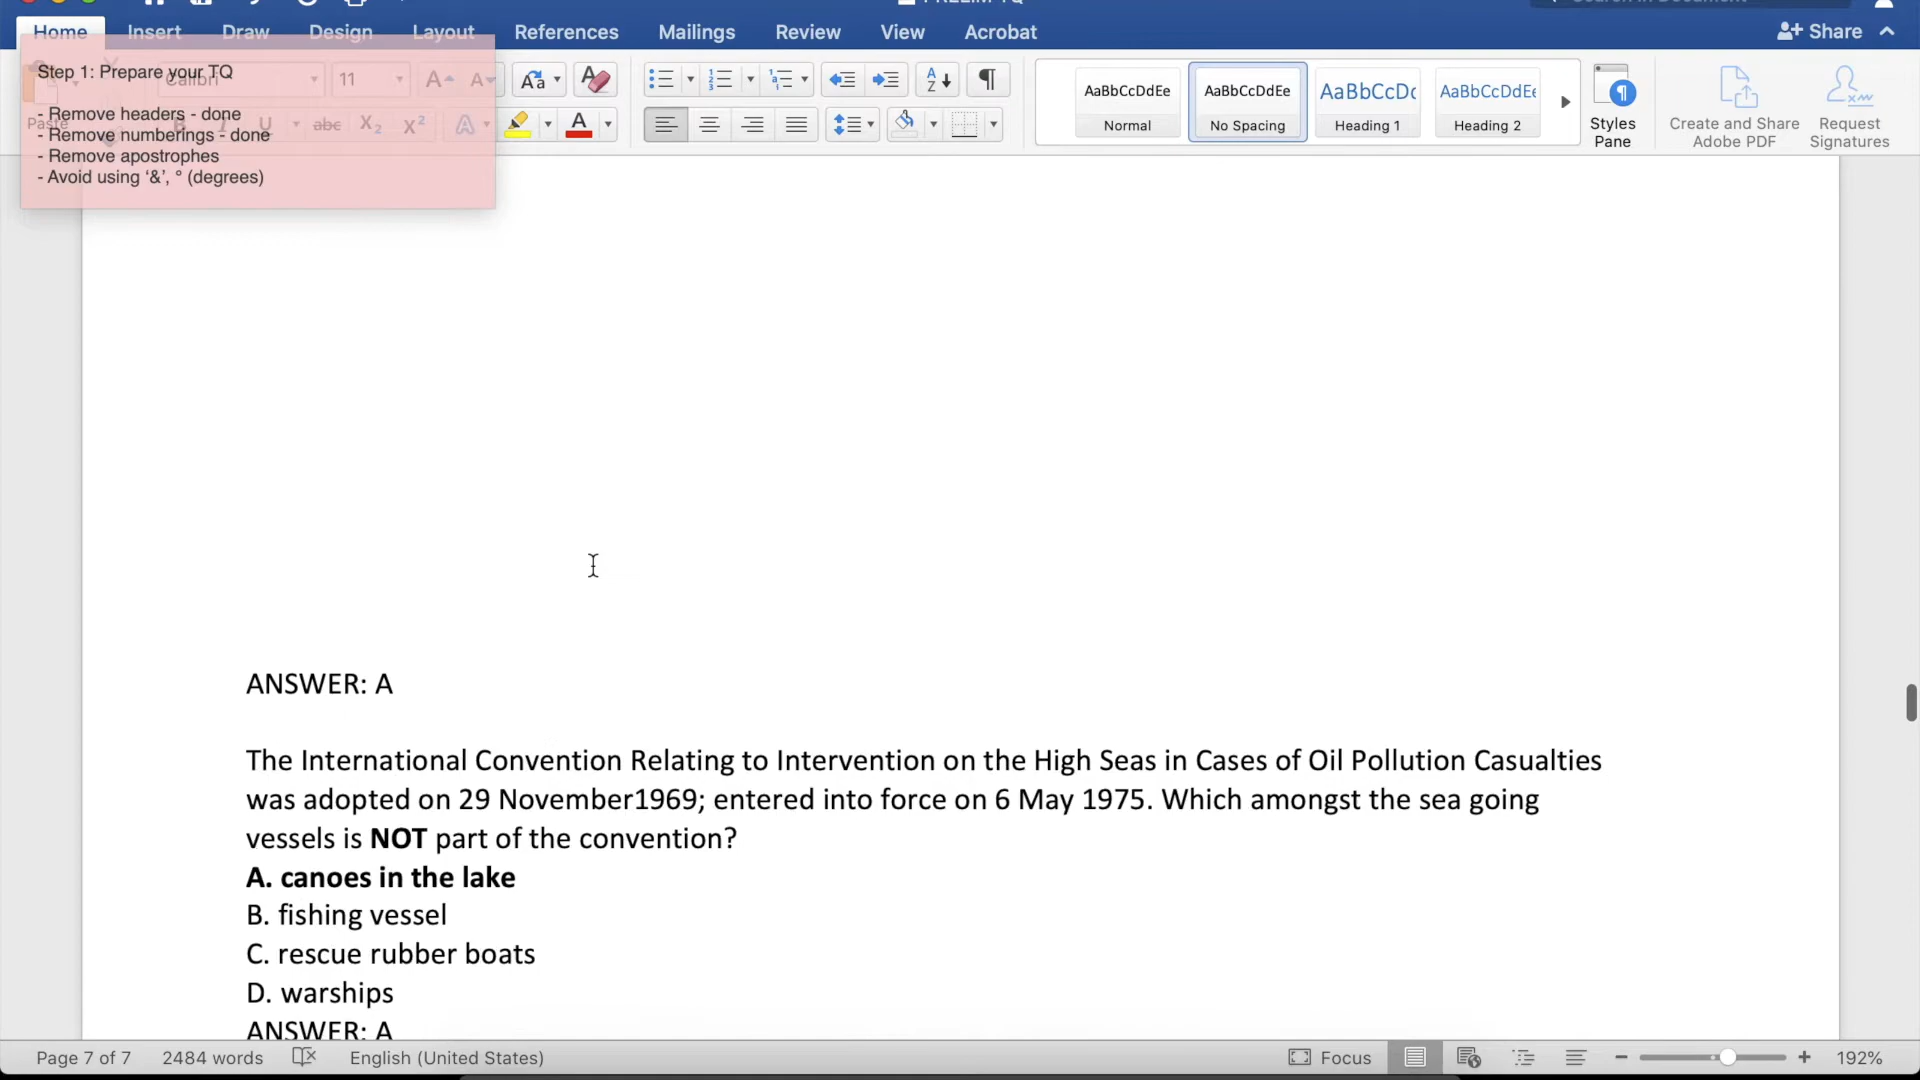 Home Insert Draw Design Layout References Mailings Review View Acrobat Share
Step 1: Prepare your TQ
- Remove headers - done
- Remove numberings - done
- Remove apostrophes
- Avoid using ‘&’, ° (degrees)
Paste Calibri 11
AaBbCcDdEe AaBbCcDdEe AaBbCcDc AaBbCcDdEe
Normal No Spacing Heading 1 Heading 2
Styles Pane
Create and Share Adobe PDF
Request Signatures
ANSWER: A
The International Convention Relating to Intervention on the High Seas in Cases of Oil Pollution Casualties
was adopted on 29 November1969; entered into force on 6 May 1975. Which amongst the sea going
vessels is NOT part of the convention?
A. canoes in the lake
B. fishing vessel
C. rescue rubber boats
D. warships
ANSWER: A
Page 7 of 7 2484 words English (United States) Focus 192%